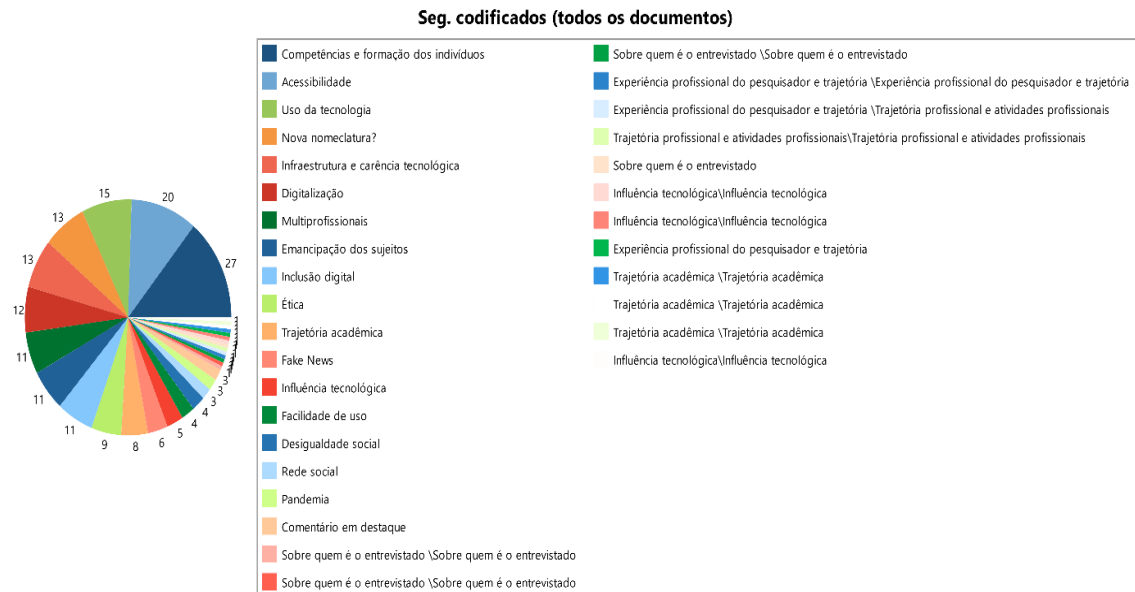 Seg. codificados (todos os documentos)
Competências e formação dos indivíduos
Acessibilidade
Uso da tecnologia
Nova nomeclatura?
Infraestrutura e carência tecnológica
Digitalização
Multiprofissionais
Emancipação dos sujeitos
Inclusão digital
Ética
Trajetória acadêmica
Fake News
Influência tecnológica
Facilidade de uso
Desigualdade social
Rede social
Pandemia
Comentário em destaque
Sobre quem é o entrevistado \Sobre quem é o entrevistado
Sobre quem é o entrevistado \Sobre quem é o entrevistado
Sobre quem é o entrevistado \Sobre quem é o entrevistado
Experiência profissional do pesquisador e trajetória \Experiência profissional do pesquisador e trajetória
Experiência profissional do pesquisador e trajetória \Trajetória profissional e atividades profissionais
Trajetória profissional e atividades profissionais\Trajetória profissional e atividades profissionais
Sobre quem é o entrevistado
Influência tecnológica\Influência tecnológica
Influência tecnológica\Influência tecnológica
Experiência profissional do pesquisador e trajetória
Trajetória acadêmica \Trajetória acadêmica
Trajetória acadêmica \Trajetória acadêmica
Trajetória acadêmica \Trajetória acadêmica
Influência tecnológica\Influência tecnológica
27
20
15
13
13
12
11
11
11
9
8
6
5
4
4
3
3
3